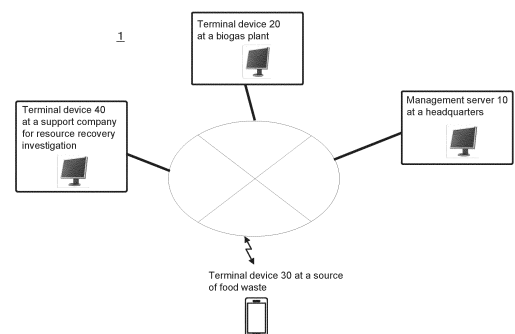 1
Terminal device 20
at a biogas plant
Terminal device 40
at a support company
for resource recovery
investigation
Management server 10
at a headquarters
Terminal device 30 at a source
of food waste